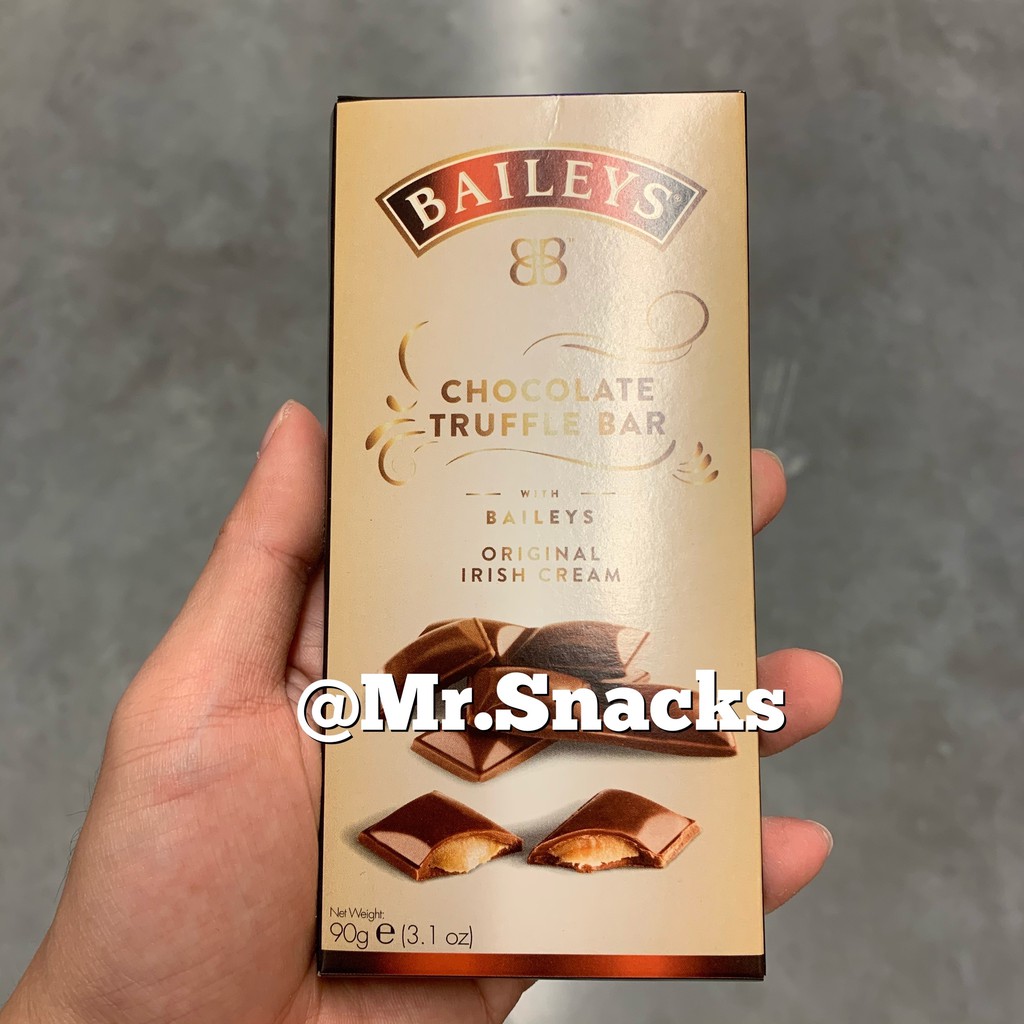 BAILEYS®
CHOCOLATE
TRUFFLE BAR
WITH
BAILEYS
ORIGINAL
IRISH CREAM
@Mr.Snacks
Net Weight:
90g e (3.1 oz)